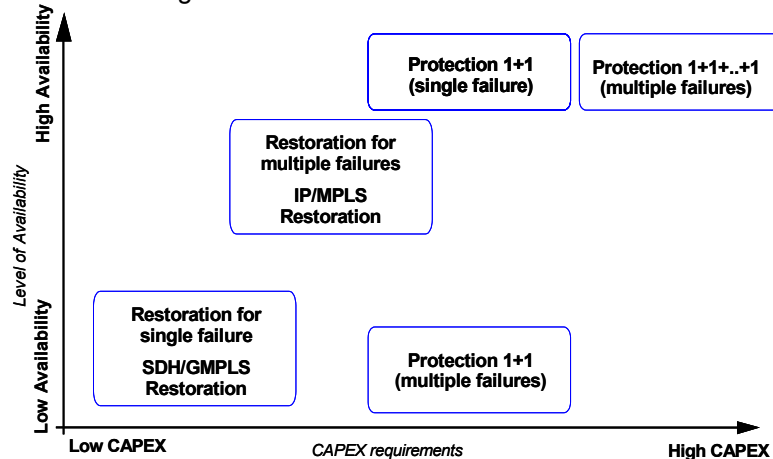 High Availability
Level of Availability
Low Availability
Protection 1+1
(single failure)
Protection 1+1+..+1
(multiple failures)
Restoration for
multiple failures
IP/MPLS
Restoration
Restoration for
single failure
SDH/GMPLS
Restoration
Protection 1+1
(multiple failures)
Low CAPEX
CAPEX requirements
High CAPEX